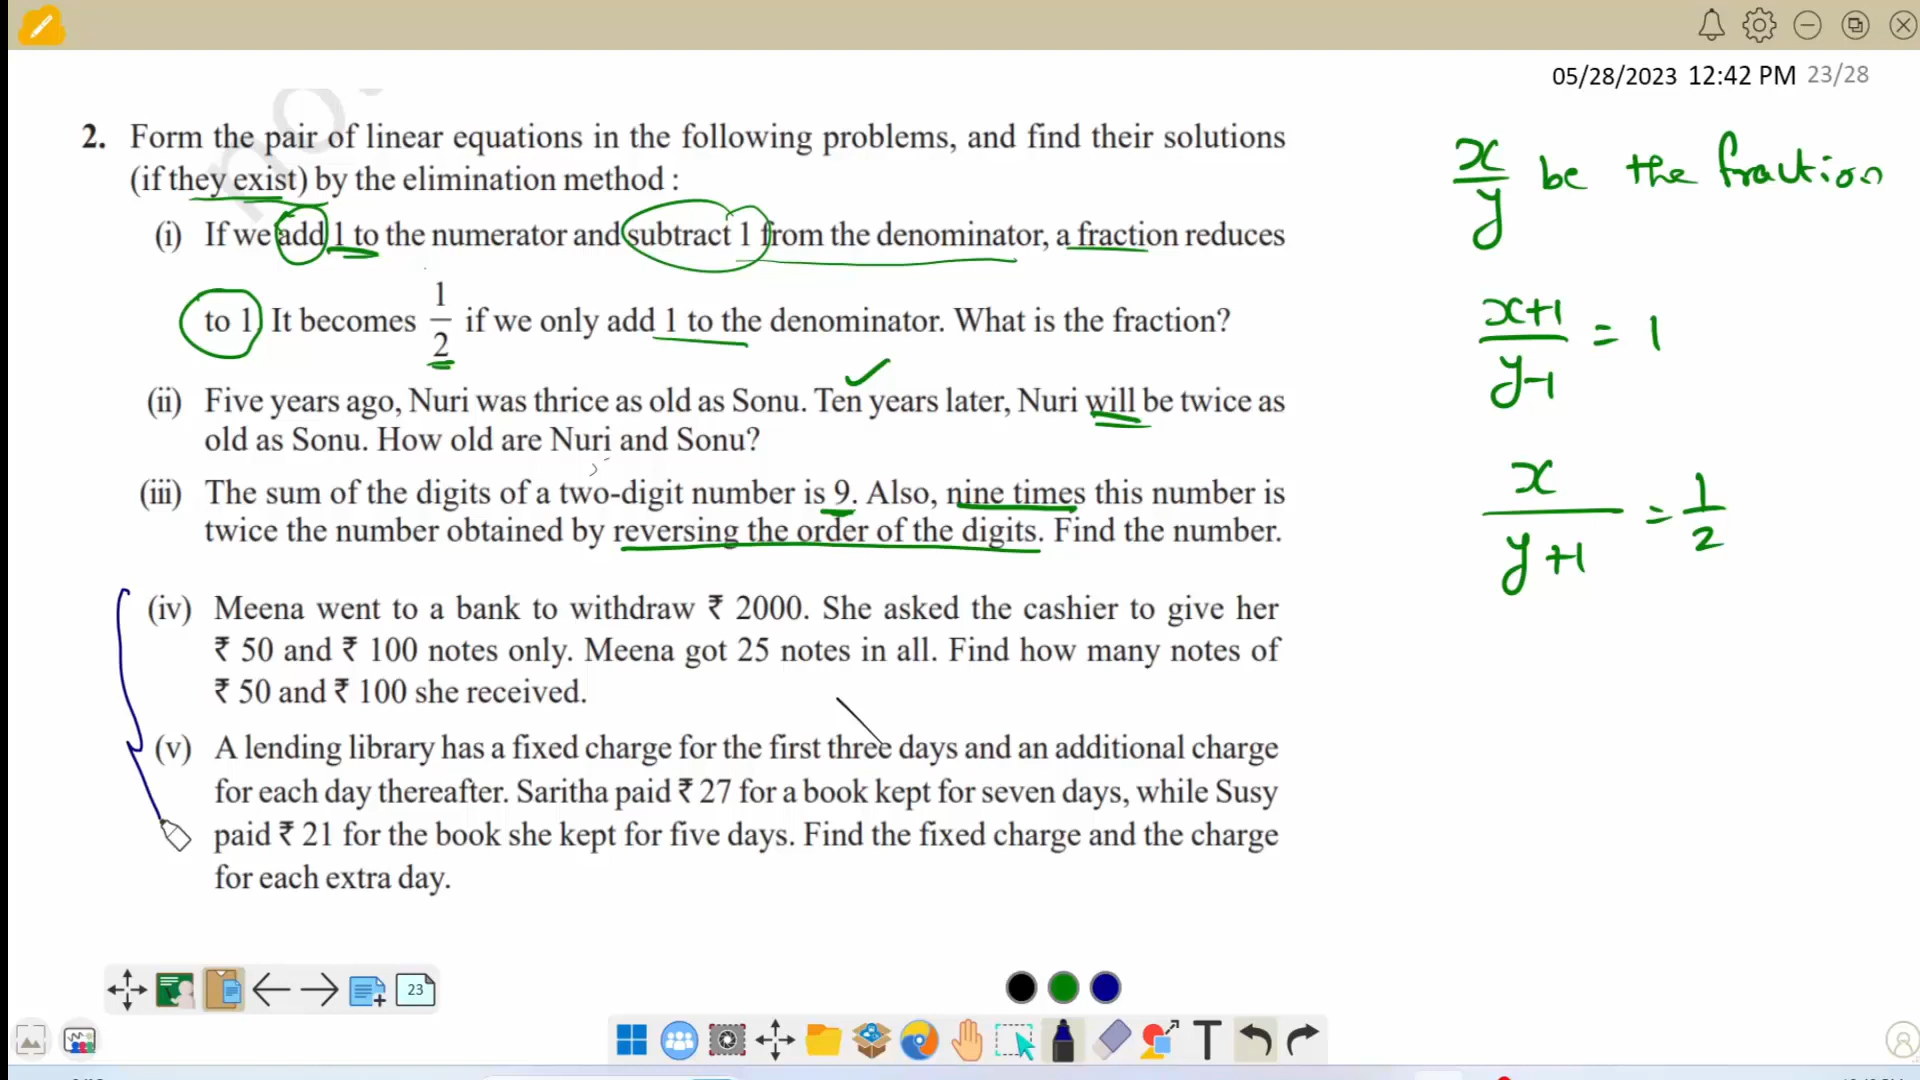 05/28/2023 12:42 PM 23/28
2. Form the pair of linear equations in the following problems, and find their solutions
(if they exist) by the elimination method :
(i) If we add 1 to the numerator and subtract 1 from the denominator, a fraction reduces
to 1. It becomes 1/2 if we only add 1 to the denominator. What is the fraction?
(ii) Five years ago, Nuri was thrice as old as Sonu. Ten years later, Nuri will be twice as
old as Sonu. How old are Nuri and Sonu?
(iii) The sum of the digits of a two-digit number is 9. Also, nine times this number is
twice the number obtained by reversing the order of the digits. Find the number.
(iv) Meena went to a bank to withdraw ₹ 2000. She asked the cashier to give her
₹ 50 and ₹ 100 notes only. Meena got 25 notes in all. Find how many notes of
₹ 50 and ₹ 100 she received.
(v) A lending library has a fixed charge for the first three days and an additional charge
for each day thereafter. Saritha paid ₹ 27 for a book kept for seven days, while Susy
paid ₹ 21 for the book she kept for five days. Find the fixed charge and the charge
for each extra day.
x/y be the fraction
x+1/y-1 = 1
x/y+1 = 1/2
23
T